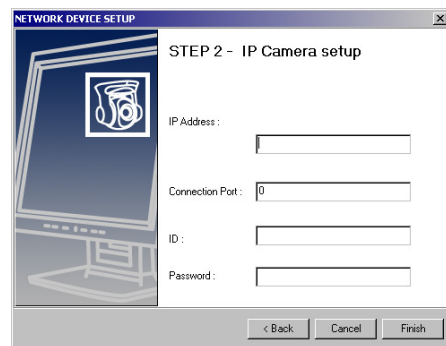 NETWORK DEVICE SETUP
STEP 2 - IP Camera setup
IP Address :
Connection Port : 0
ID :
Password :
< Back Cancel Finish